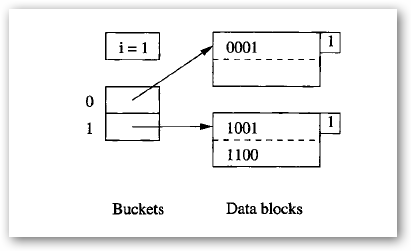 i = 1
0001 1
0
1
1001 1
1100
Buckets Data blocks